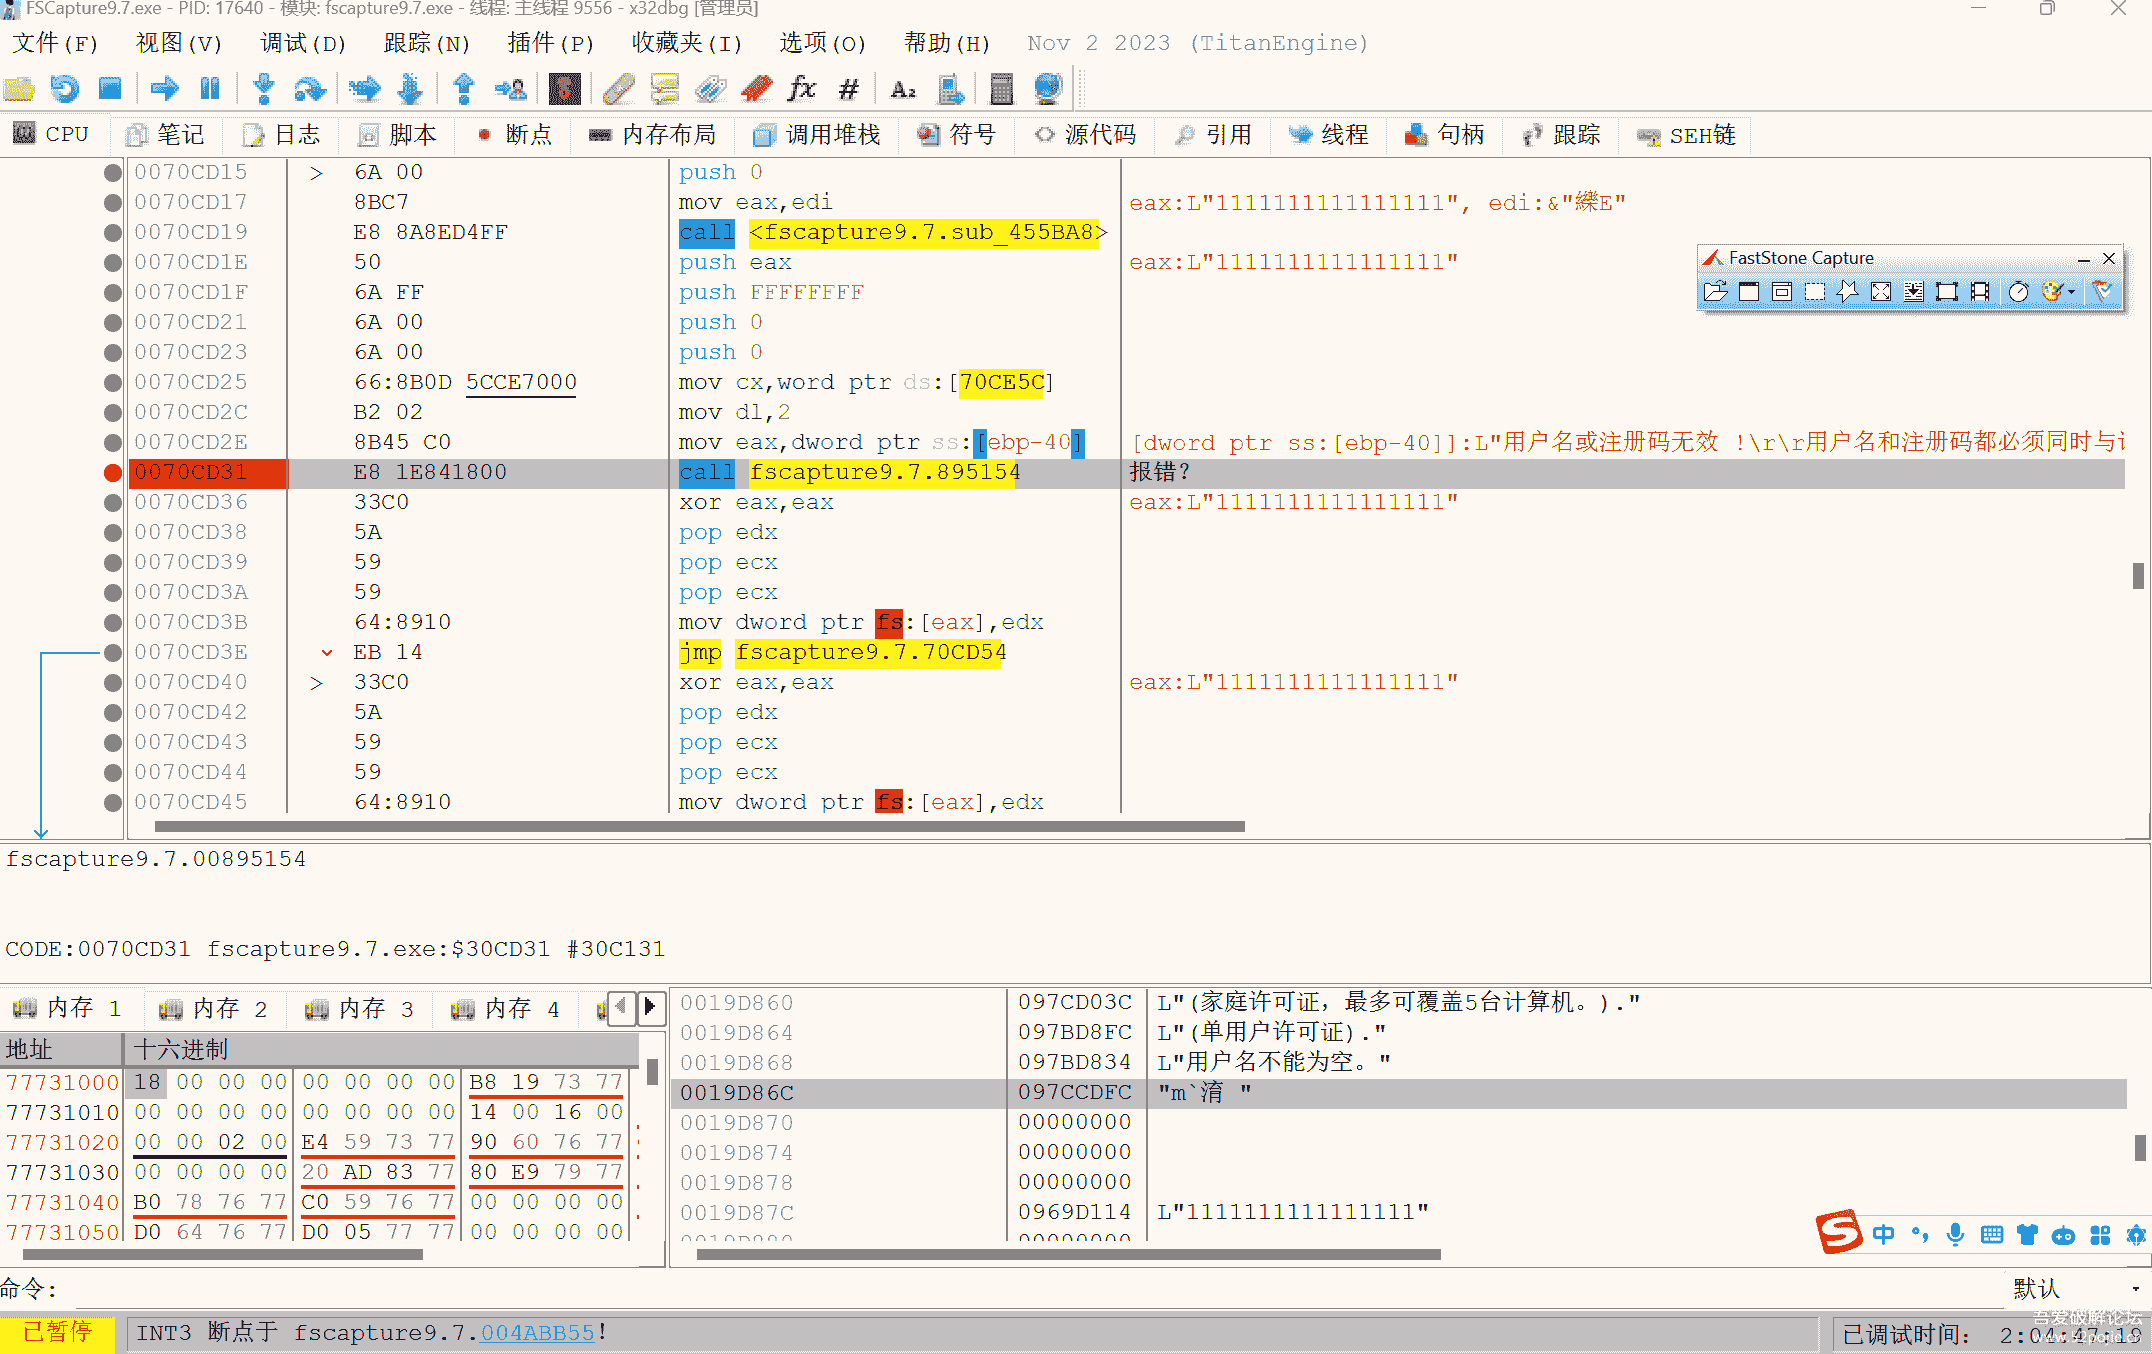 FSCapture9.7.exe - PID: 17640 - 模块: fscapture9.7.exe - 线程: 主线程 9556 - x32dbg [管理员]
文件(F) 视图(V) 调试(D) 跟踪(N) 插件(P) 收藏夹(I) 选项(O) 帮助(H) Nov 2 2023 (TitanEngine)
CPU 笔记 日志 脚本 断点 内存布局 调用堆栈 符号 源代码 引用 线程 句柄 跟踪 SEH链
0070CD15 > 6A 00 push 0
0070CD17 8BC7 mov eax,edi eax:L"1111111111111111", edi:&"纝E"
0070CD19 E8 8A8ED4FF call <fscapture9.7.sub_455BA8>
0070CD1E 50 push eax eax:L"1111111111111111"
0070CD1F 6A FF push FFFFFFFF
0070CD21 6A 00 push 0
0070CD23 6A 00 push 0
0070CD25 66:8B0D 5CCE7000 mov cx,word ptr ds:[70CE5C]
0070CD2C B2 02 mov dl,2
0070CD2E 8B45 C0 mov eax,dword ptr ss:[ebp-40] [dword ptr ss:[ebp-40]]:L"用户名或注册码无效 !\r\r用户名和注册码都必须同时与
0070CD31 E8 1E841800 call fscapture9.7.895154 报错?
0070CD36 33C0 xor eax,eax eax:L"1111111111111111"
0070CD38 5A pop edx
0070CD39 59 pop ecx
0070CD3A 59 pop ecx
0070CD3B 64:8910 mov dword ptr fs:[eax],edx
0070CD3E EB 14 jmp fscapture9.7.70CD54
0070CD40 > 33C0 xor eax,eax eax:L"1111111111111111"
0070CD42 5A pop edx
0070CD43 59 pop ecx
0070CD44 59 pop ecx
0070CD45 64:8910 mov dword ptr fs:[eax],edx
FastStone Capture
fscapture9.7.00895154
CODE:0070CD31 fscapture9.7.exe:$30CD31 #30C131
内存 1 内存 2 内存 3 内存 4
地址 十六进制
77731000 18 00 00 00 00 00 00 00 B8 19 73 77
77731010 00 00 00 00 00 00 00 00 14 00 16 00
77731020 00 00 02 00 E4 59 73 77 90 60 76 77
77731030 00 00 00 00 20 AD 83 77 80 E9 79 77
77731040 B0 78 76 77 C0 59 76 77 00 00 00 00
77731050 D0 64 76 77 D0 05 77 77 00 00 00 00
0019D860 097CD03C L"(家庭许可证，最多可覆盖5台计算机。)."
0019D864 097BD8FC L"(单用户许可证)."
0019D868 097BD834 L"用户名不能为空。"
0019D86C 097CCDFC "m`淯 "
0019D870 00000000
0019D874 00000000
0019D878 00000000
0019D87C 0969D114 L"1111111111111111"
0019D880 00000000
中
命令: 默认
已暂停 INT3 断点于 fscapture9.7.004ABB55! 已调试时间: 2:04:47:19
吾爱破解论坛
www.52pojie.cn